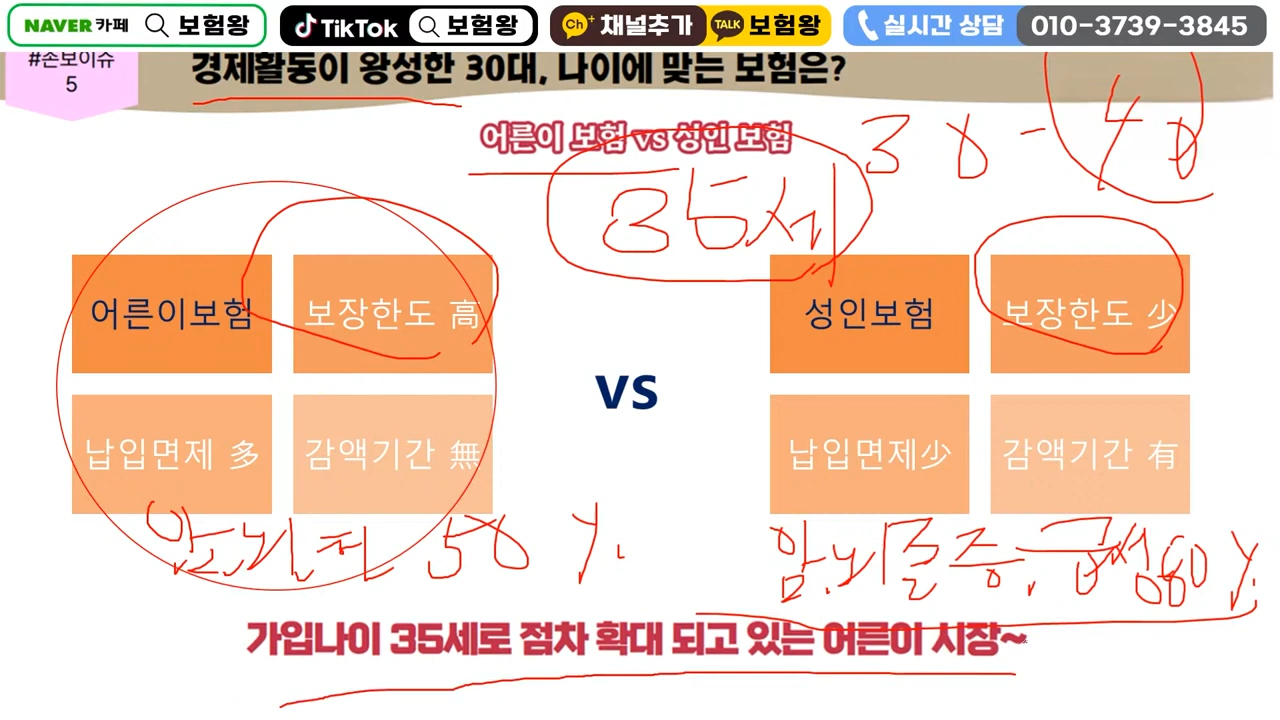 NAVER 카페 보험왕 TikTok 보험왕 Ch+ 채널추가 TALK 보험왕 실시간 상담 010-3739-3845
#손보이슈
5
경제활동이 왕성한 30대, 나이에 맞는 보험은?
어른이 보험 vs 성인 보험
30-40
35세
어른이보험 보장한도 高
성인보험 보장한도 少
vs
납입면제 多 감액기간 無
납입면제少 감액기간 有
50 %.
암,뇌졸증,급성80%
가입나이 35세로 점차 확대 되고 있는 어른이 시장~